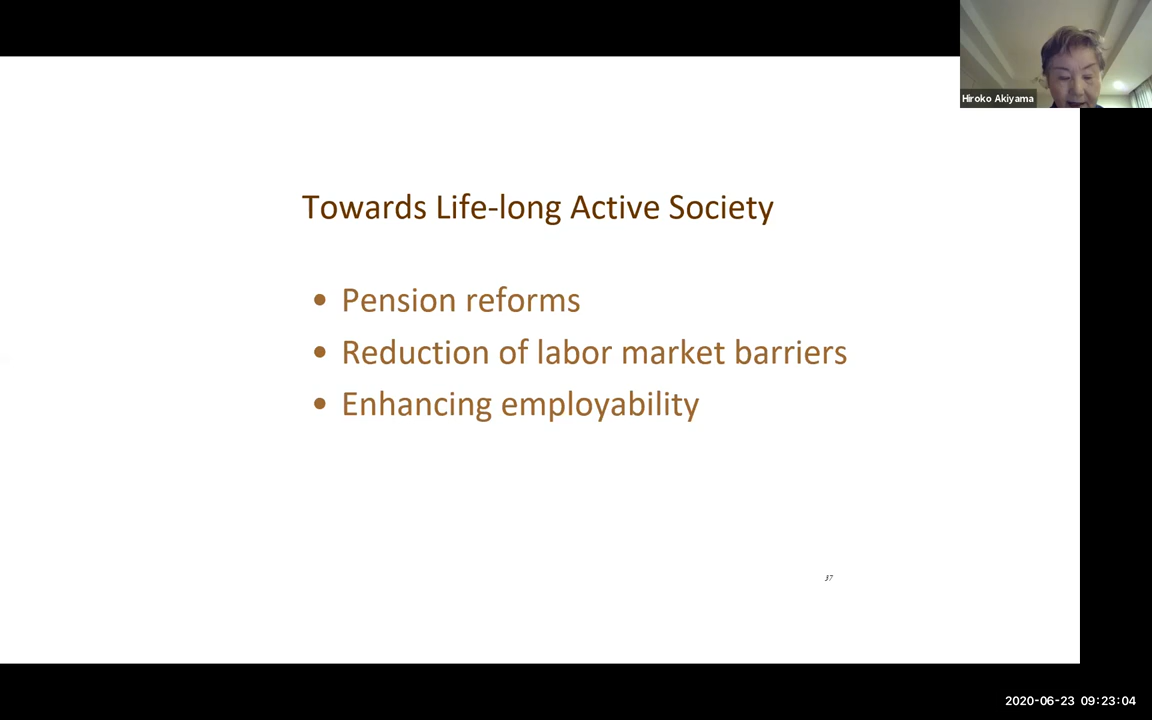 Hiroko Akiyama
Towards Life-long Active Society
• Pension reforms
• Reduction of labor market barriers
• Enhancing employability
37
2020-06-23 09:23:04